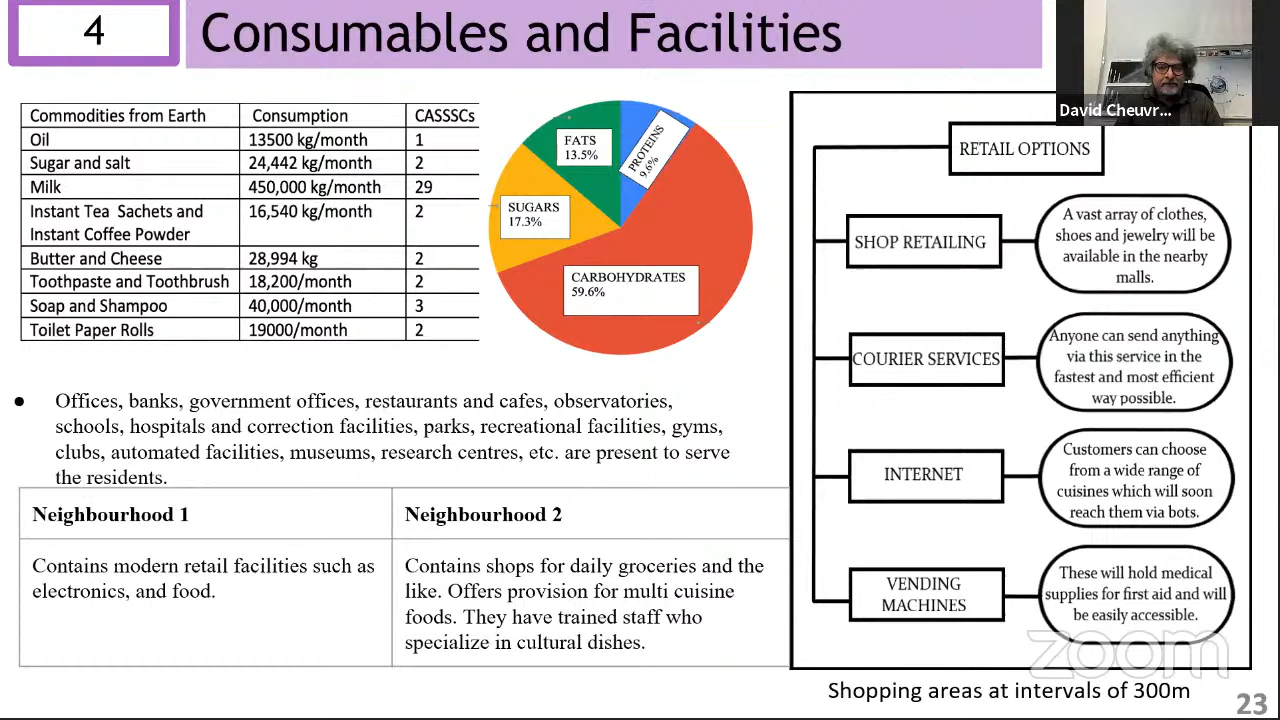 4
Consumables and Facilities
David Cheuvr...
Commodities from Earth Consumption CASSSCs
Oil 13500 kg/month 1
Sugar and salt 24,442 kg/month 2
Milk 450,000 kg/month 29
Instant Tea Sachets and 16,540 kg/month 2
Instant Coffee Powder
Butter and Cheese 28,994 kg 2
Toothpaste and Toothbrush 18,200/month 2
Soap and Shampoo 40,000/month 3
Toilet Paper Rolls 19000/month 2
FATS
13.5%
PROTEINS
9.6%
SUGARS
17.3%
CARBOHYDRATES
59.6%
● Offices, banks, government offices, restaurants and cafes, observatories,
schools, hospitals and correction facilities, parks, recreational facilities, gyms,
clubs, automated facilities, museums, research centres, etc. are present to serve
the residents.
Neighbourhood 1
Contains modern retail facilities such as
electronics, and food.
Neighbourhood 2
Contains shops for daily groceries and the
like. Offers provision for multi cuisine
foods. They have trained staff who
specialize in cultural dishes.
RETAIL OPTIONS
SHOP RETAILING
A vast array of clothes,
shoes and jewelry will be
available in the nearby
malls.
COURIER SERVICES
Anyone can send anything
via this service in the
fastest and most efficient
way possible.
INTERNET
Customers can choose
from a wide range of
cuisines which will soon
reach them via bots.
VENDING
MACHINES
These will hold medical
supplies for first aid and will
be easily accessible.
zoom
Shopping areas at intervals of 300m
23